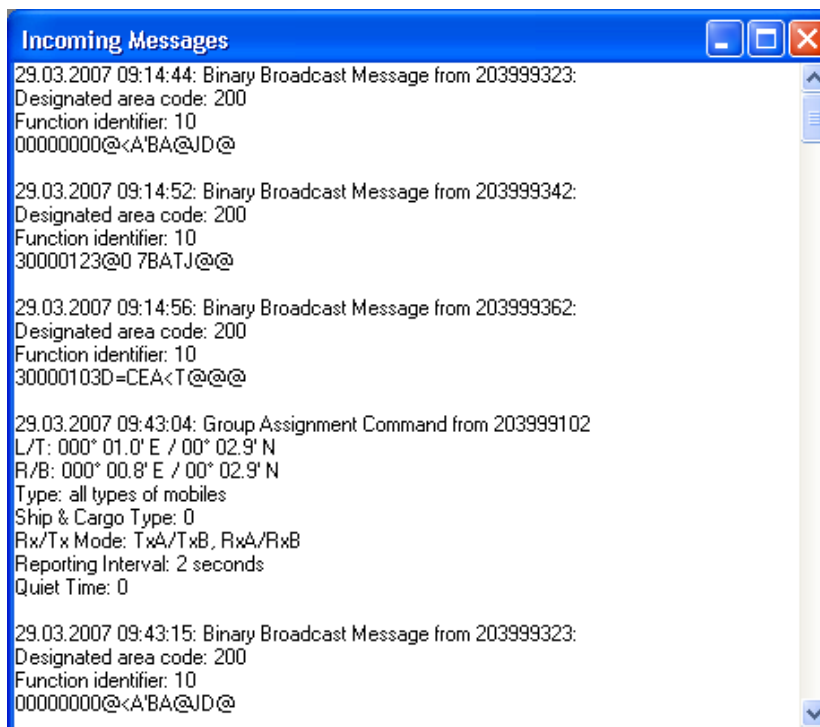 Incoming Messages
29.03.2007 09:14:44: Binary Broadcast Message from 203999323:
Designated area code: 200
Function identifier: 10
00000000@<A'BA@JD@
29.03.2007 09:14:52: Binary Broadcast Message from 203999342:
Designated area code: 200
Function identifier: 10
30000123@0 7BATJ@@
29.03.2007 09:14:56: Binary Broadcast Message from 203999362:
Designated area code: 200
Function identifier: 10
30000103D=CEA<T@@@
29.03.2007 09:43:04: Group Assignment Command from 203999102
L/T: 000° 01.0' E / 00° 02.9' N
R/B: 000° 00.8' E / 00° 02.9' N
Type: all types of mobiles
Ship & Cargo Type: 0
Rx/Tx Mode: TxA/TxB, RxA/RxB
Reporting Interval: 2 seconds
Quiet Time: 0
29.03.2007 09:43:15: Binary Broadcast Message from 203999323:
Designated area code: 200
Function identifier: 10
00000000@<A'BA@JD@